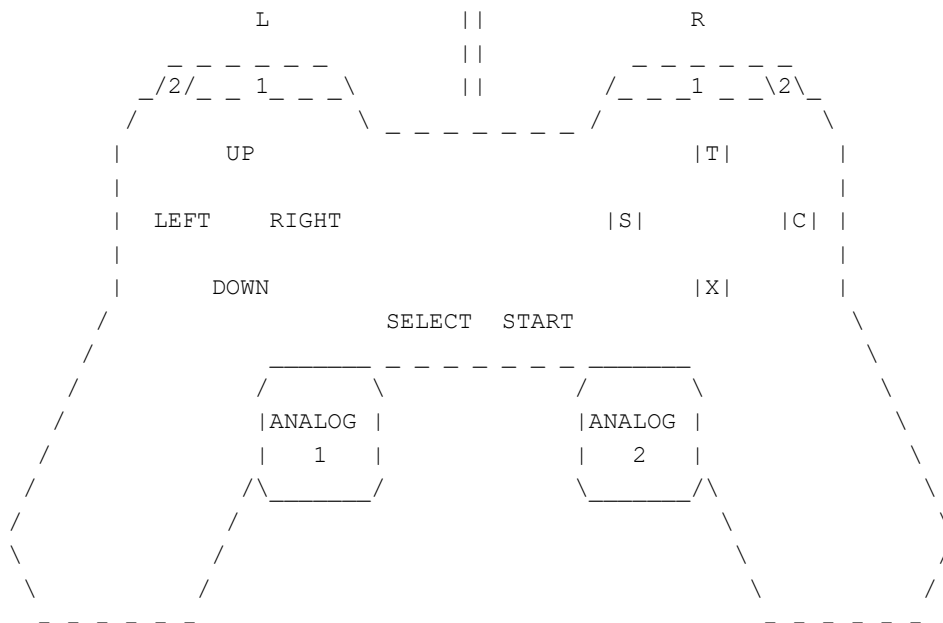 L R
2 1 1 2
UP T
LEFT RIGHT S C
DOWN X
SELECT START
ANALOG ANALOG
1 2